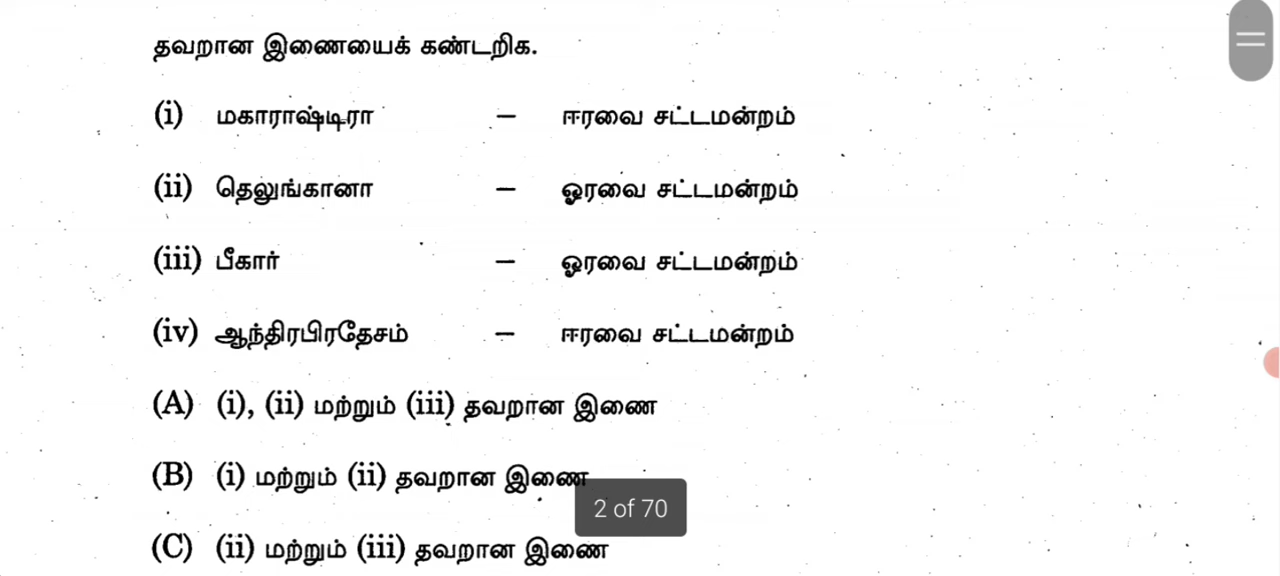 தவறான இணையைக் கண்டறிக.
(i) மகாராஷ்டிரா – ஈரவை சட்டமன்றம்
(ii) தெலுங்கானா – ஓரவை சட்டமன்றம்
(iii) பீகார் – ஓரவை சட்டமன்றம்
(iv) ஆந்திரபிரதேசம் – ஈரவை சட்டமன்றம்
(A) (i), (ii) மற்றும் (iii) தவறான இணை
(B) (i) மற்றும் (ii) தவறான இணை
2 of 70
(C) (ii) மற்றும் (iii) தவறான இணை